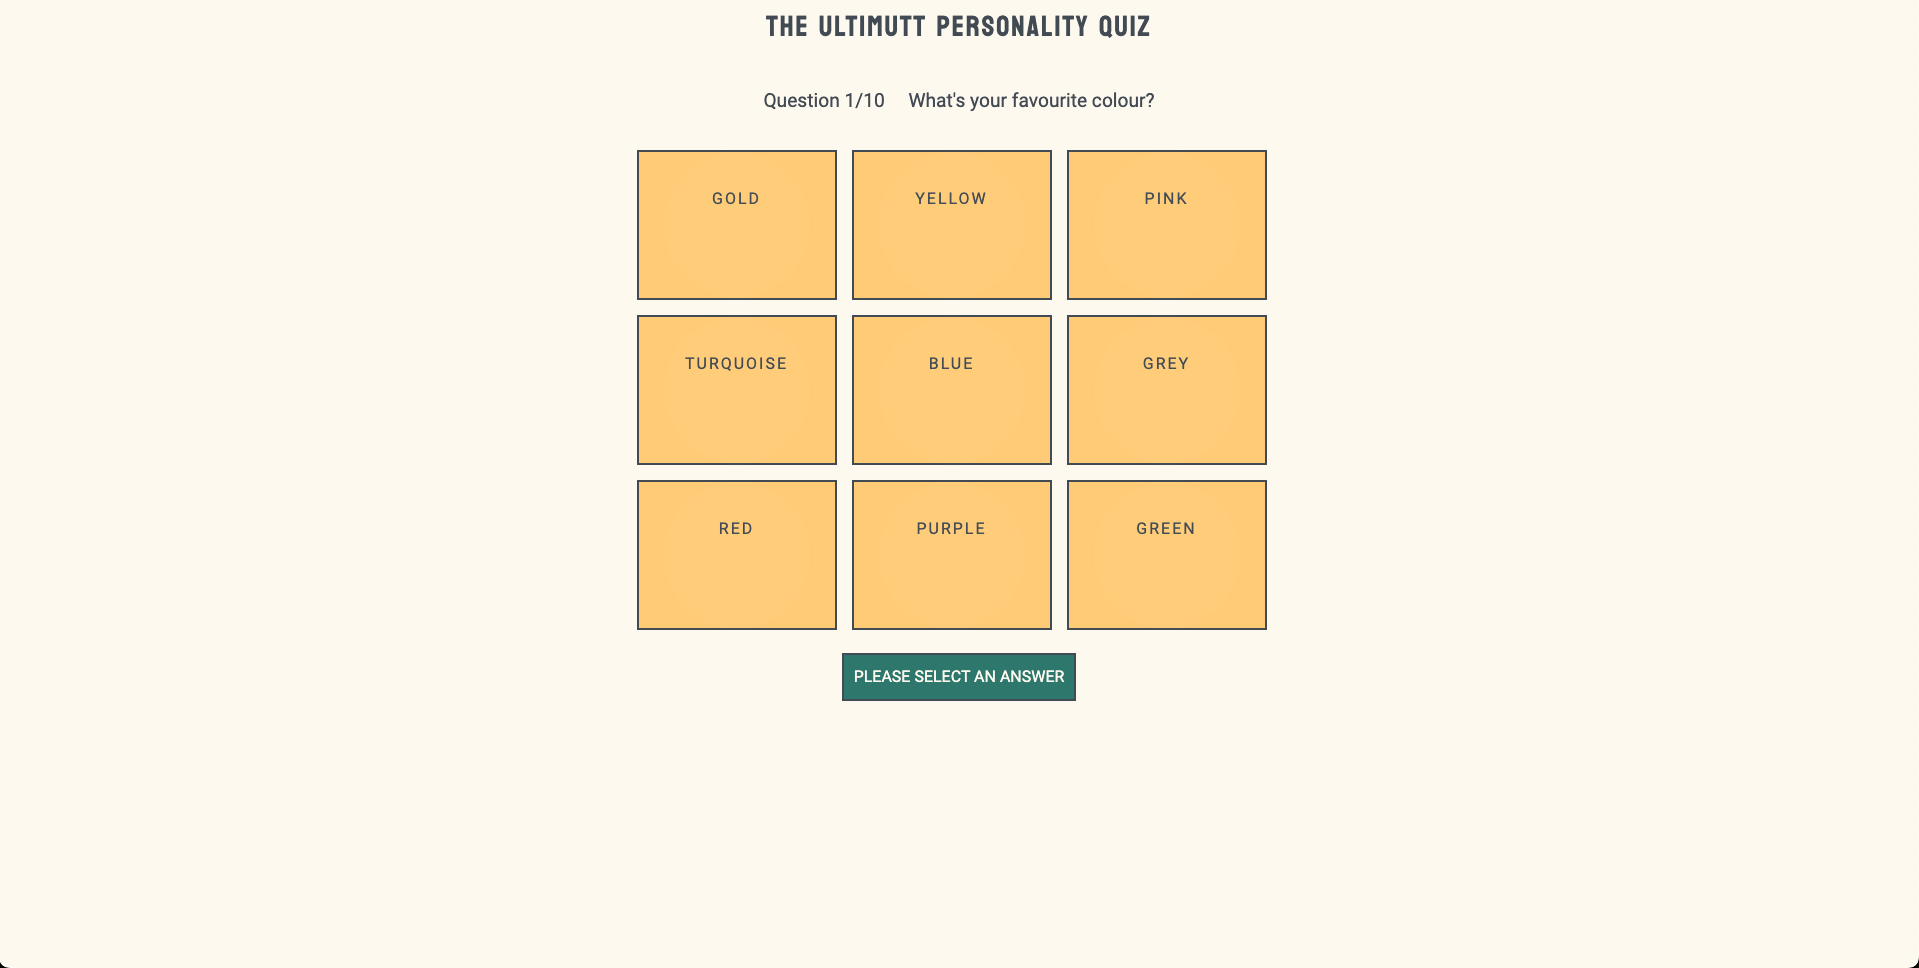 THE ULTIMUTT PERSONALITY QUIZ
Question 1/10 What's your favourite colour?
GOLD YELLOW PINK
TURQUOISE BLUE GREY
RED PURPLE GREEN
PLEASE SELECT AN ANSWER